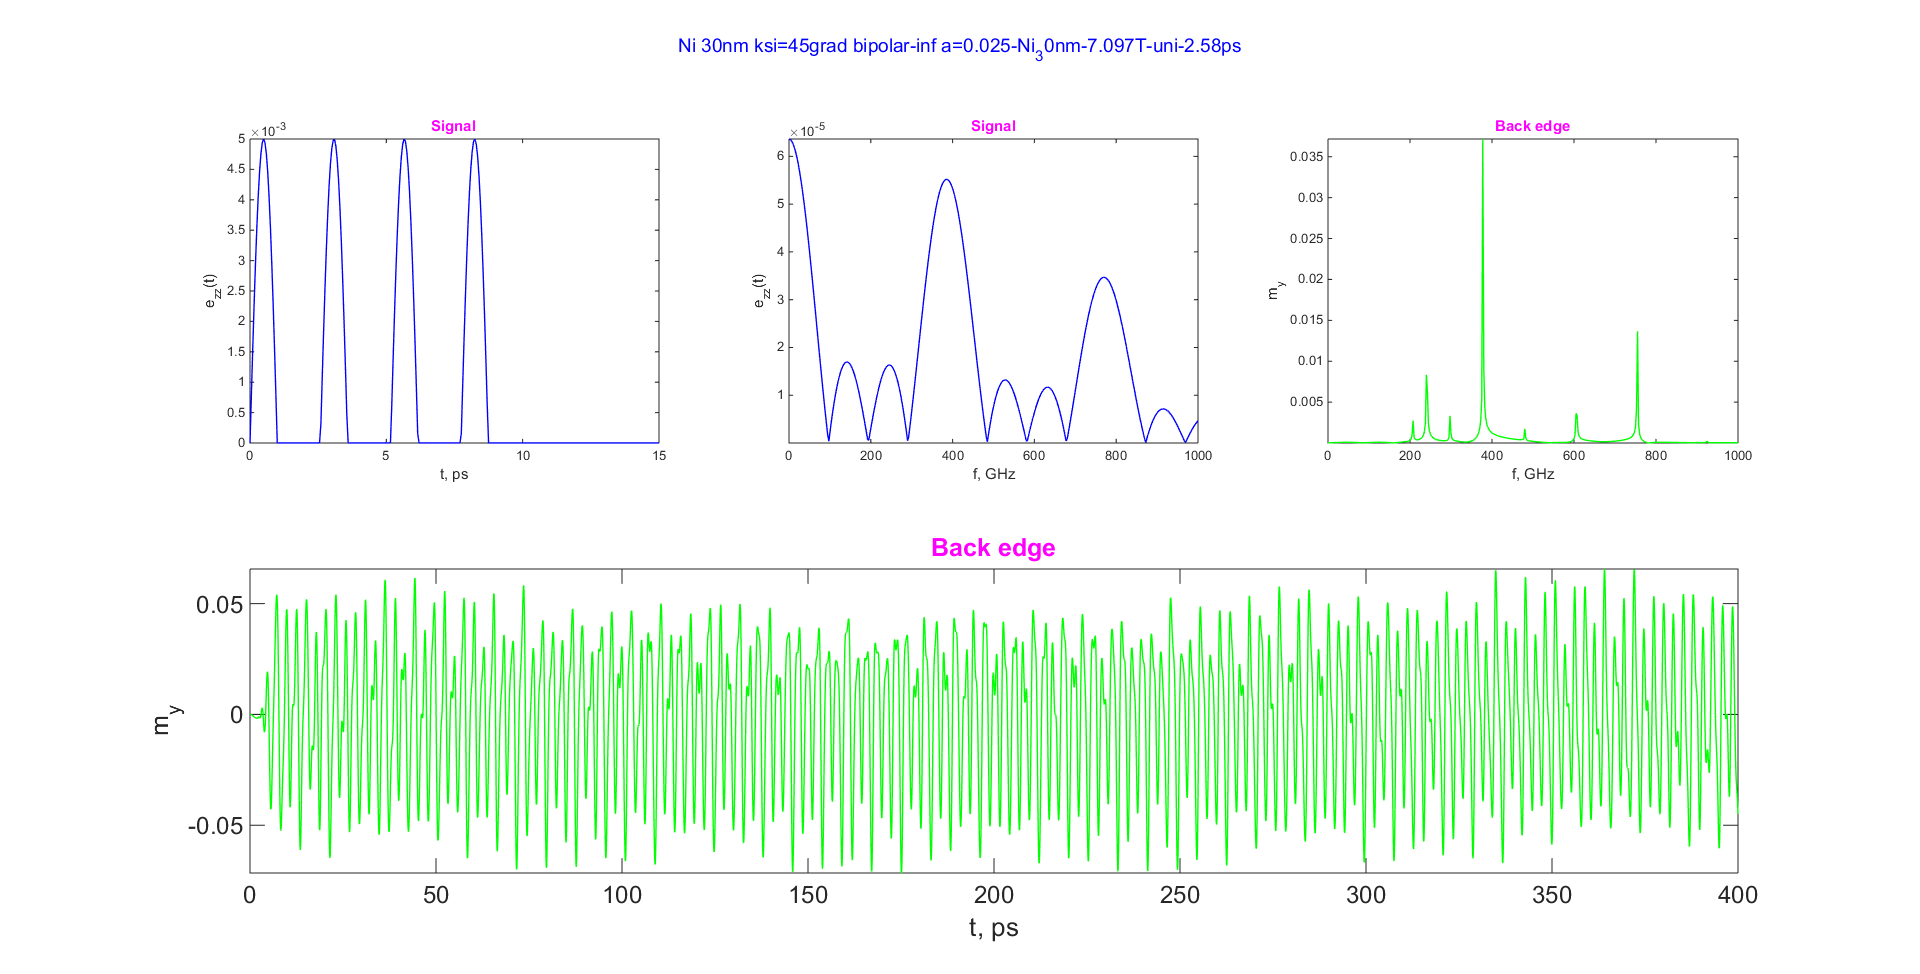 Ni 30nm ksi=45grad bipolar-inf a=0.025-Ni30nm-7.097T-uni-2.58ps
Signal
×10-3
5
4.5
4
3.5
3
2.5
2
1.5
1
0.5
0
ezz(t)
0 5 10 15
t, ps
Signal
×10-5
6
5
4
3
2
1
ezz(t)
0 200 400 600 800 1000
f, GHz
Back edge
0.035
0.03
0.025
0.02
0.015
0.01
0.005
my
0 200 400 600 800 1000
f, GHz
Back edge
0.05
0
-0.05
my
0 50 100 150 200 250 300 350 400
t, ps